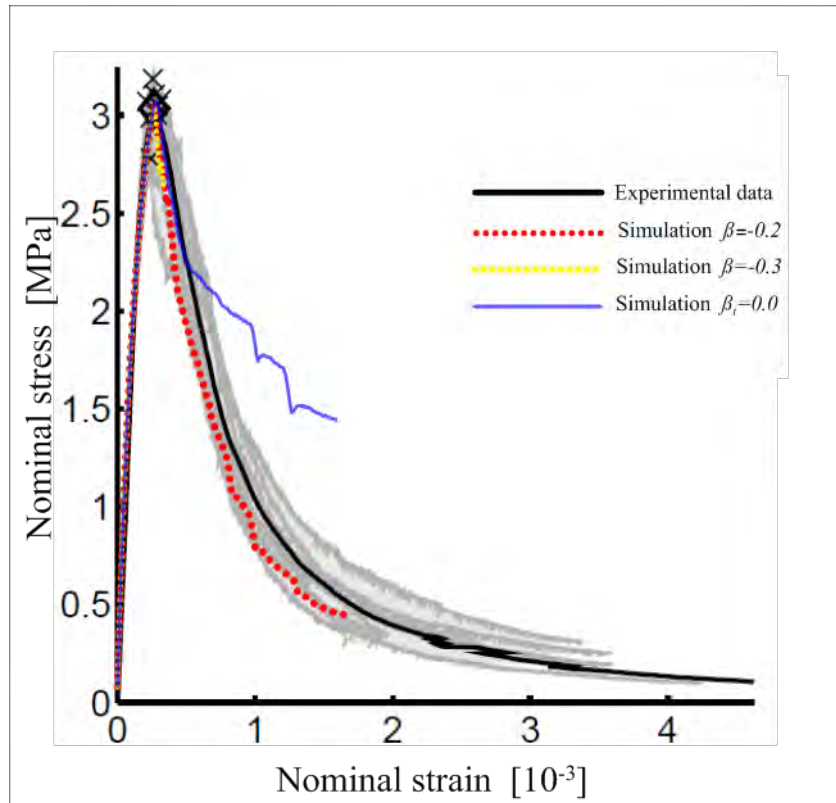 Nominal stress [MPa]
3
2.5
2
1.5
1
0.5
0
Experimental data
Simulation β=-0.2
Simulation β=-0.3
Simulation βₜ=0.0
0 1 2 3 4
Nominal strain [10⁻³]